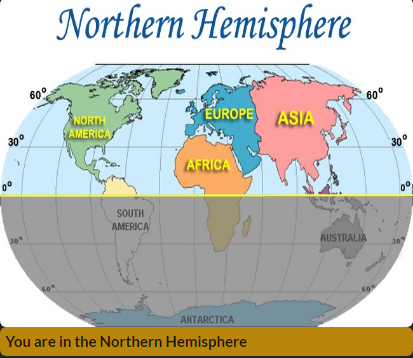 Northern Hemisphere
60° 60°
NORTH
AMERICA
EUROPE
ASIA
30° 30°
AFRICA
0° 0°
SOUTH
AMERICA
AUSTRALIA
30° 30°
60° 60°
ANTARCTICA
You are in the Northern Hemisphere